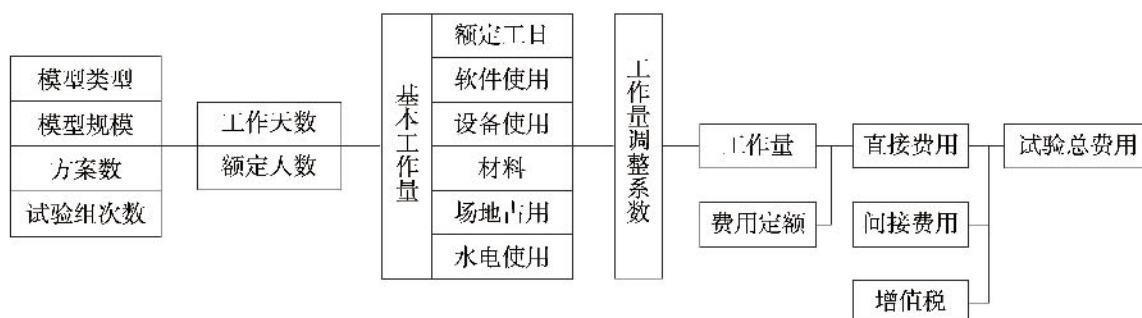 模型类型
模型规模
方案数
试验组次数
工作天数
额定人数
基本工作量
额定工日
软件使用
设备使用
材料
场地占用
水电使用
工作量调整系数
工作量
费用定额
直接费用
间接费用
增值税
试验总费用